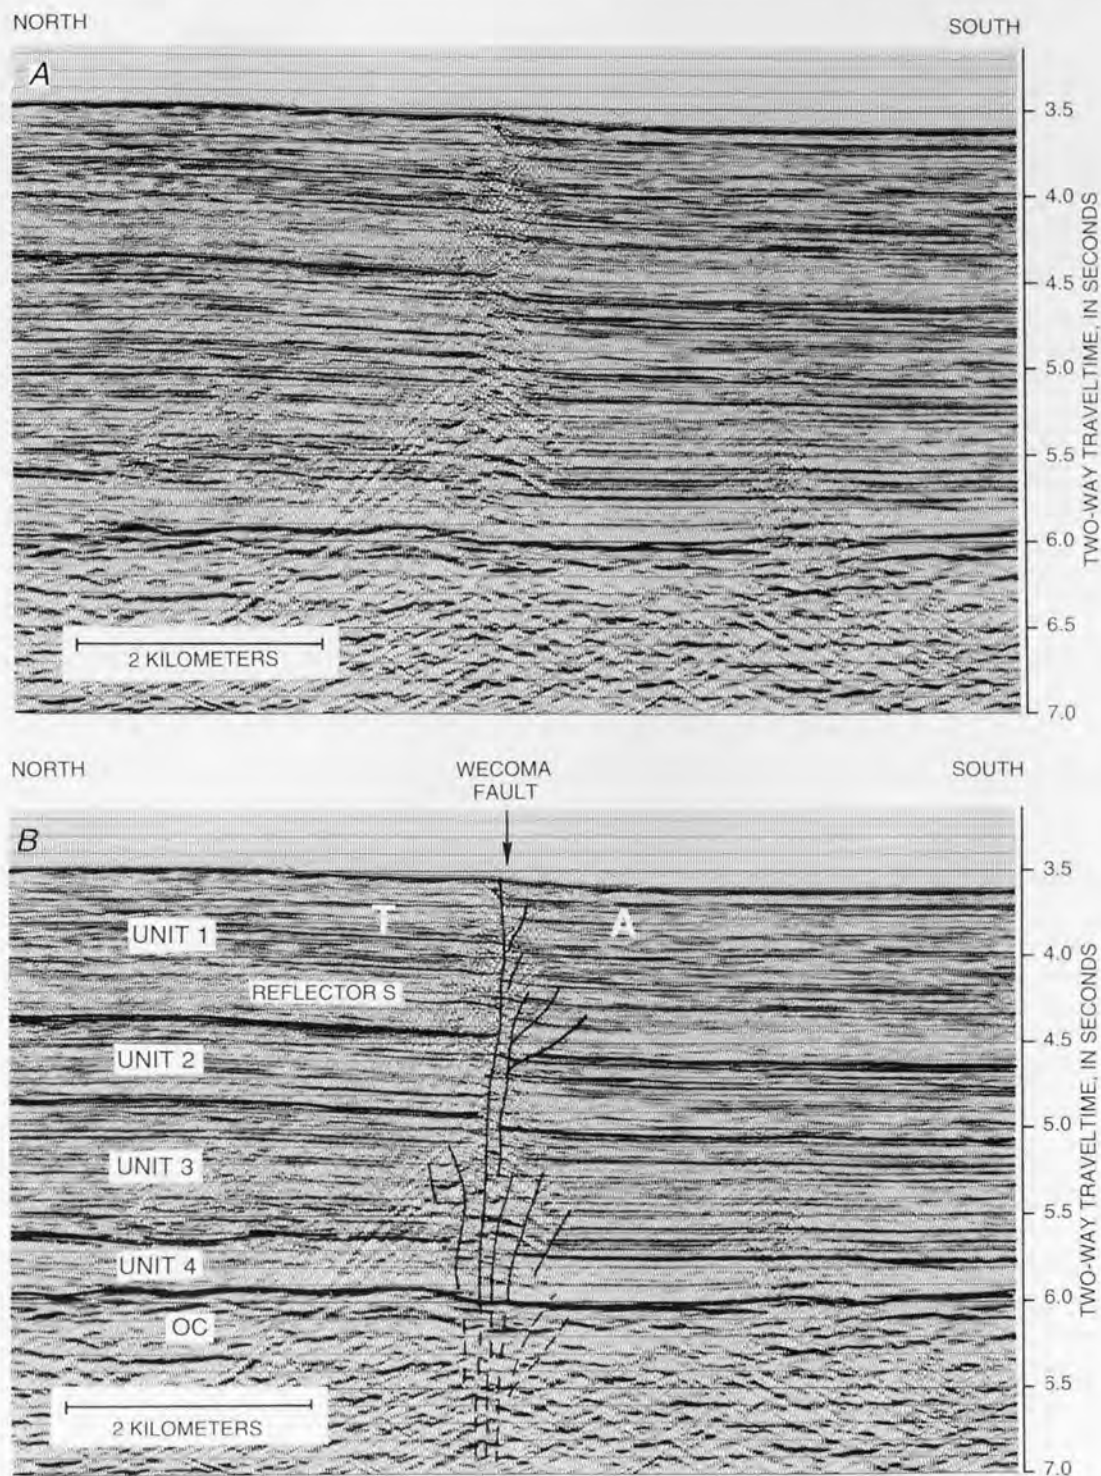 NORTH
SOUTH
A
3.5
4.0
4.5
5.0
5.5
6.0
6.5
7.0
TWO-WAY TRAVELTIME, IN SECONDS
2 KILOMETERS
NORTH
WECOMA
FAULT
SOUTH
B
T
A
UNIT 1
REFLECTOR S
UNIT 2
UNIT 3
UNIT 4
OC
3.5
4.0
4.5
5.0
5.5
6.0
6.5
7.0
TWO-WAY TRAVELTIME, IN SECONDS
2 KILOMETERS